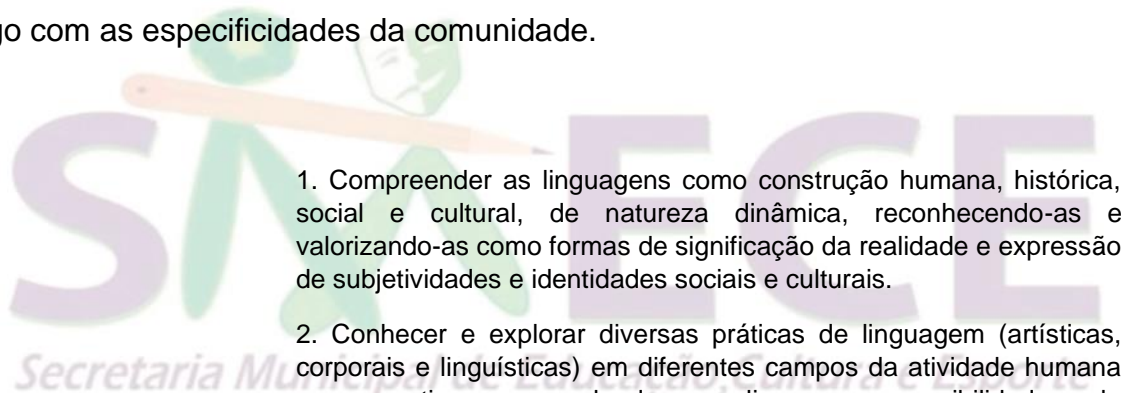 go com as especificidades da comunidade.
SMECE
1. Compreender as linguagens como construção humana, histórica,
social e cultural, de natureza dinâmica, reconhecendo-as e
valorizando-as como formas de significação da realidade e expressão
de subjetividades e identidades sociais e culturais.
2. Conhecer e explorar diversas práticas de linguagem (artísticas,
corporais e linguísticas) em diferentes campos da atividade humana
Secretaria Municipal de Educação, Cultura e Esporte